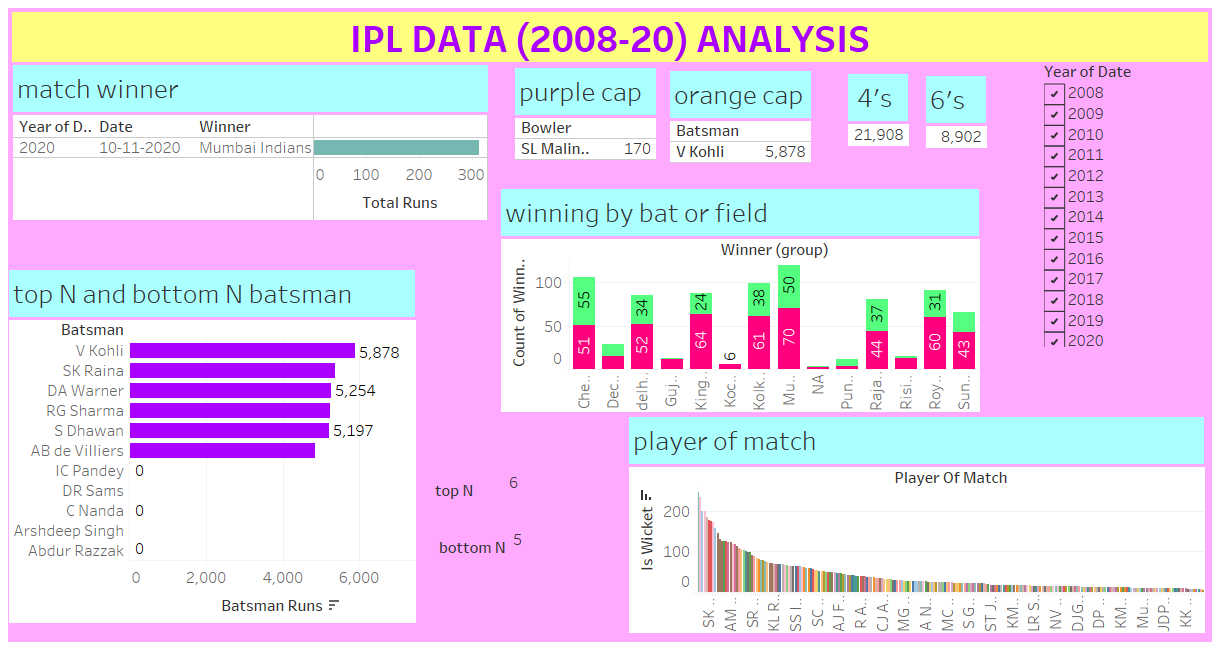 IPL DATA (2008-20) ANALYSIS
match winner
Year of D.. Date Winner
2020 10-11-2020 Mumbai Indians
0 100 200 300
Total Runs
purple cap
Bowler
SL Malin.. 170
orange cap
Batsman
V Kohli 5,878
4's
21,908
6's
8,902
Year of Date
2008
2009
2010
2011
2012
2013
2014
2015
2016
2017
2018
2019
2020
winning by bat or field
Winner (group)
Count of Winn..
100
50
0
55
51
34
52
24
64
6
38
61
50
70
37
44
31
60
43
Che..
Dec..
delh..
Guj..
King..
Koc..
Kolk..
Mu..
NA
Pun..
Raja..
Risi..
Roy..
Sun..
top N and bottom N batsman
Batsman
V Kohli 5,878
SK Raina
DA Warner 5,254
RG Sharma
S Dhawan 5,197
AB de Villiers
IC Pandey 0
DR Sams
C Nanda 0
Arshdeep Singh
Abdur Razzak 0
0 2,000 4,000 6,000
Batsman Runs
top N 6
bottom N 5
player of match
Player Of Match
Is Wicket
200
100
0
SK ..
AM ..
SR..
KL R..
SS I..
SC ..
AJ F..
R A..
CJ A..
MG ..
A N..
MC ..
S G..
ST J..
KM..
LR S..
NV ..
DJG..
DP ..
KM..
Mu..
JDP..
KK..